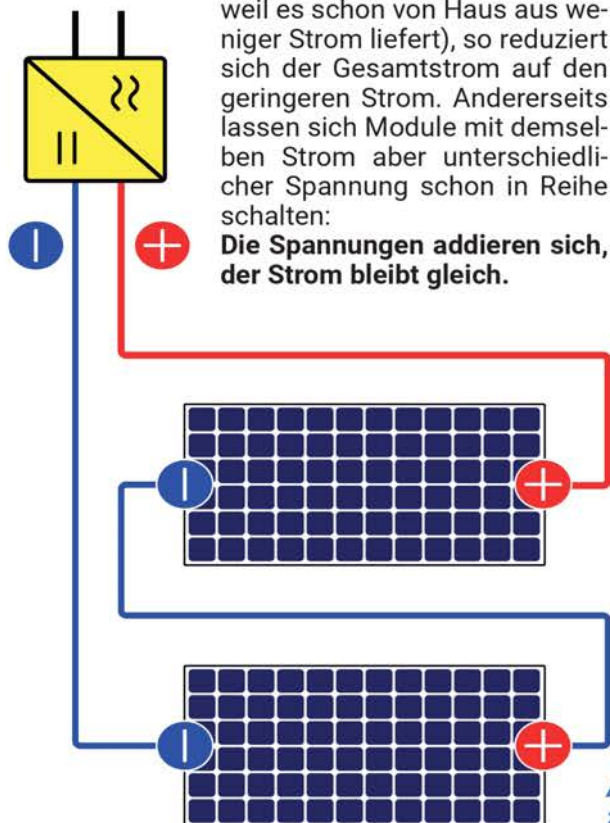 weil es schon von Haus aus we-
niger Strom liefert), so reduziert
sich der Gesamtstrom auf den
geringeren Strom. Andererseits
lassen sich Module mit demsel-
ben Strom aber unterschiedli-
cher Spannung schon in Reihe
schalten:
Die Spannungen addieren sich,
der Strom bleibt gleich.